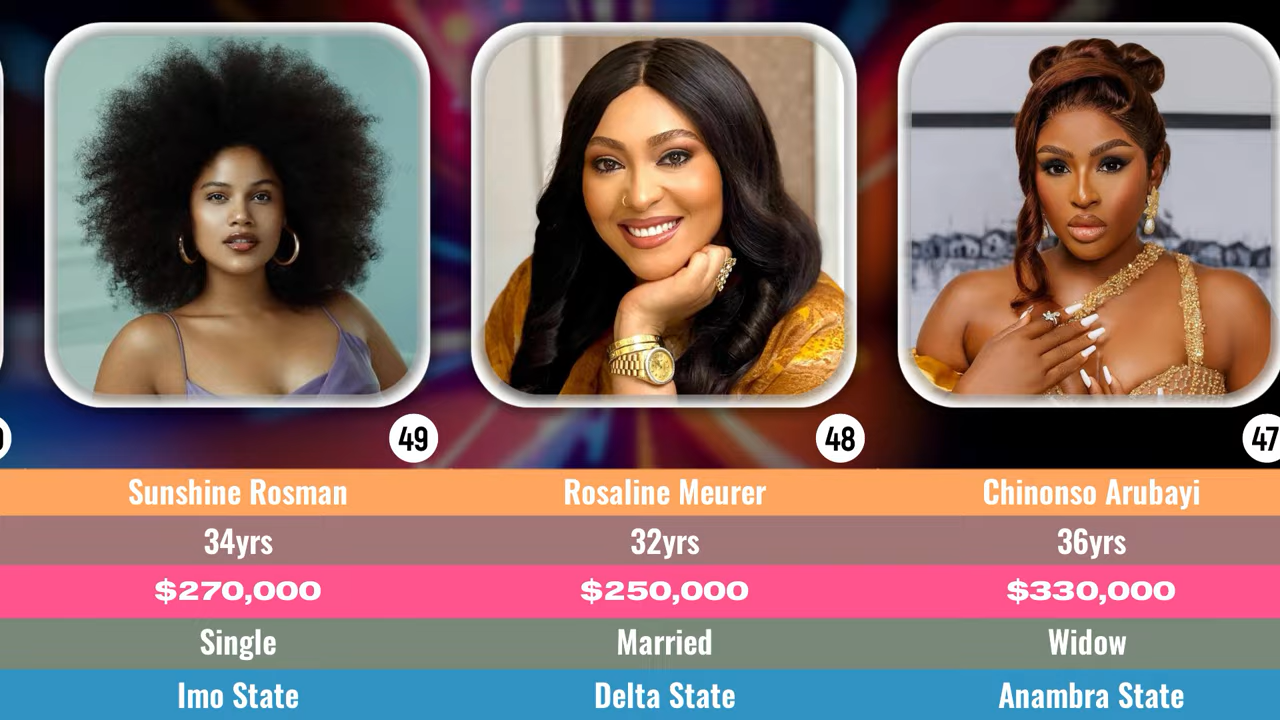 49
48
47
Sunshine Rosman
Rosaline Meurer
Chinonso Arubayi
34yrs
32yrs
36yrs
$270,000
$250,000
$330,000
Single
Married
Widow
Imo State
Delta State
Anambra State